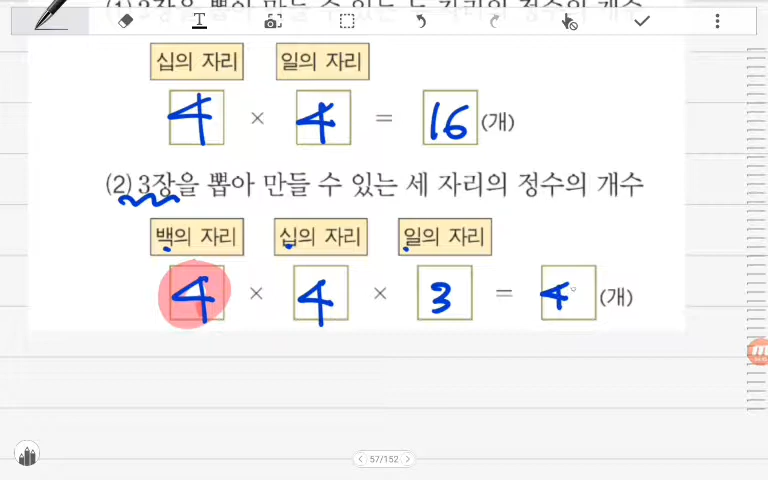 십의 자리 일의 자리
4 × 4 = 16 (개)
(2) 3장을 뽑아 만들 수 있는 세 자리의 정수의 개수
백의 자리 십의 자리 일의 자리
4 × 4 × 3 = 4 (개)
57/152